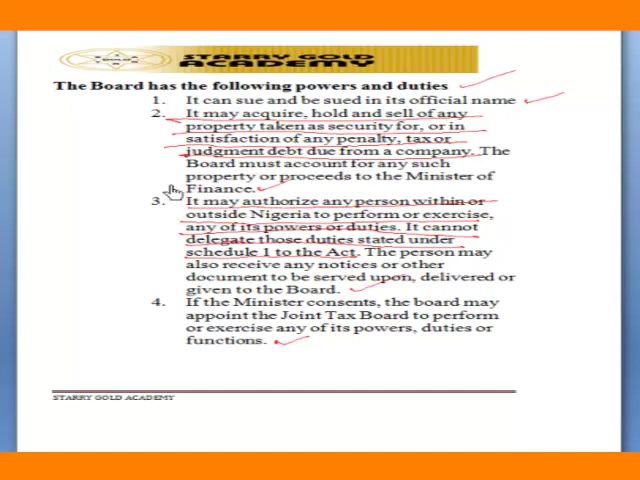 STARRY GOLD
ACADEMY
The Board has the following powers and duties
1. It can sue and be sued in its official name
2. It may acquire, hold and sell of any
property taken as security for, or in
satisfaction of any penalty, tax or
judgment debt due from a company. The
Board must account for any such
property or proceeds to the Minister of
Finance.
3. It may authorize any person within or
outside Nigeria to perform or exercise,
any of its powers or duties. It cannot
delegate those duties stated under
schedule 1 to the Act. The person may
also receive any notices or other
document to be served upon, delivered or
given to the Board.
4. If the Minister consents, the board may
appoint the Joint Tax Board to perform
or exercise any of its powers, duties or
functions.
STARRY GOLD ACADEMY